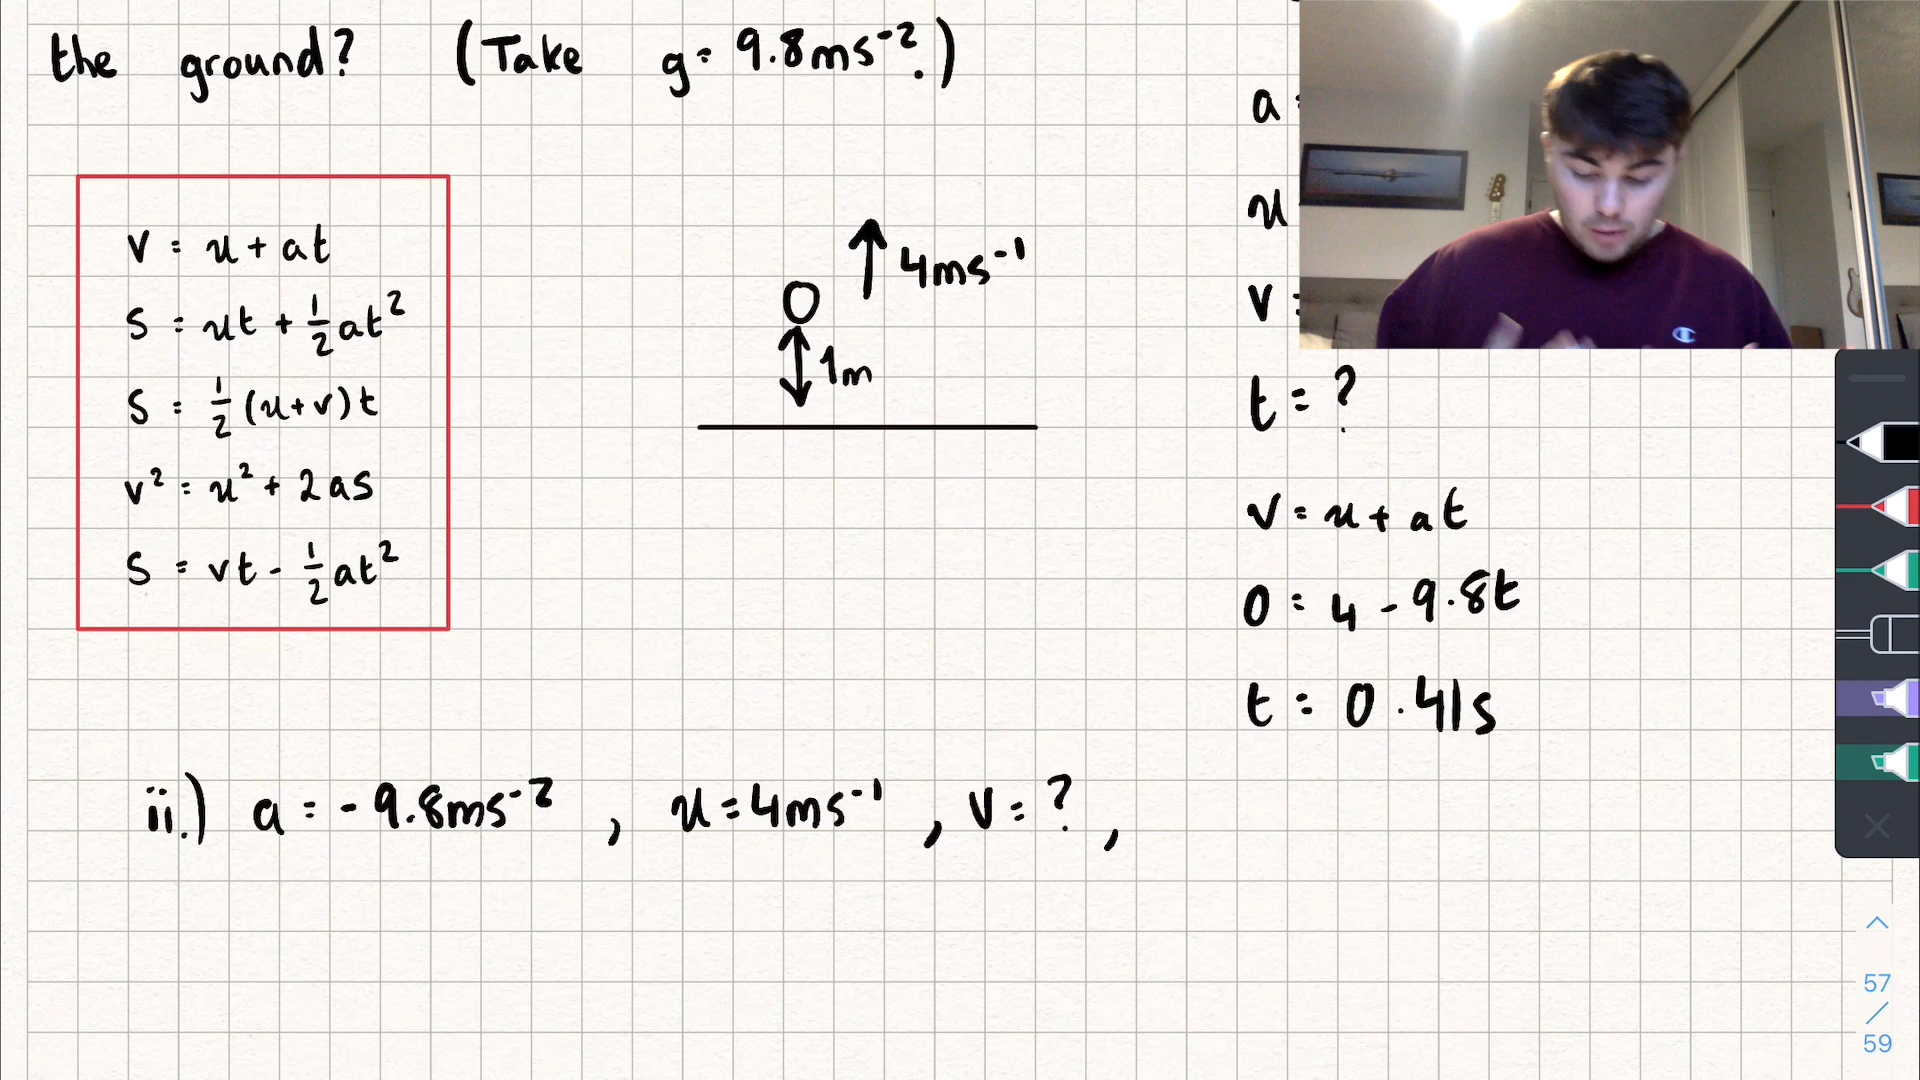 the ground? (Take g = 9.8ms⁻².)
v = u + at
s = ut + ½at²
s = ½(u+v)t
v² = u² + 2as
s = vt - ½at²
4ms⁻¹
1m
a =
u
v =
t = ?
v = u + at
0 = 4 - 9.8t
t = 0.41s
ii.) a = -9.8ms⁻² , u = 4ms⁻¹ , v = ? ,
57
/
59